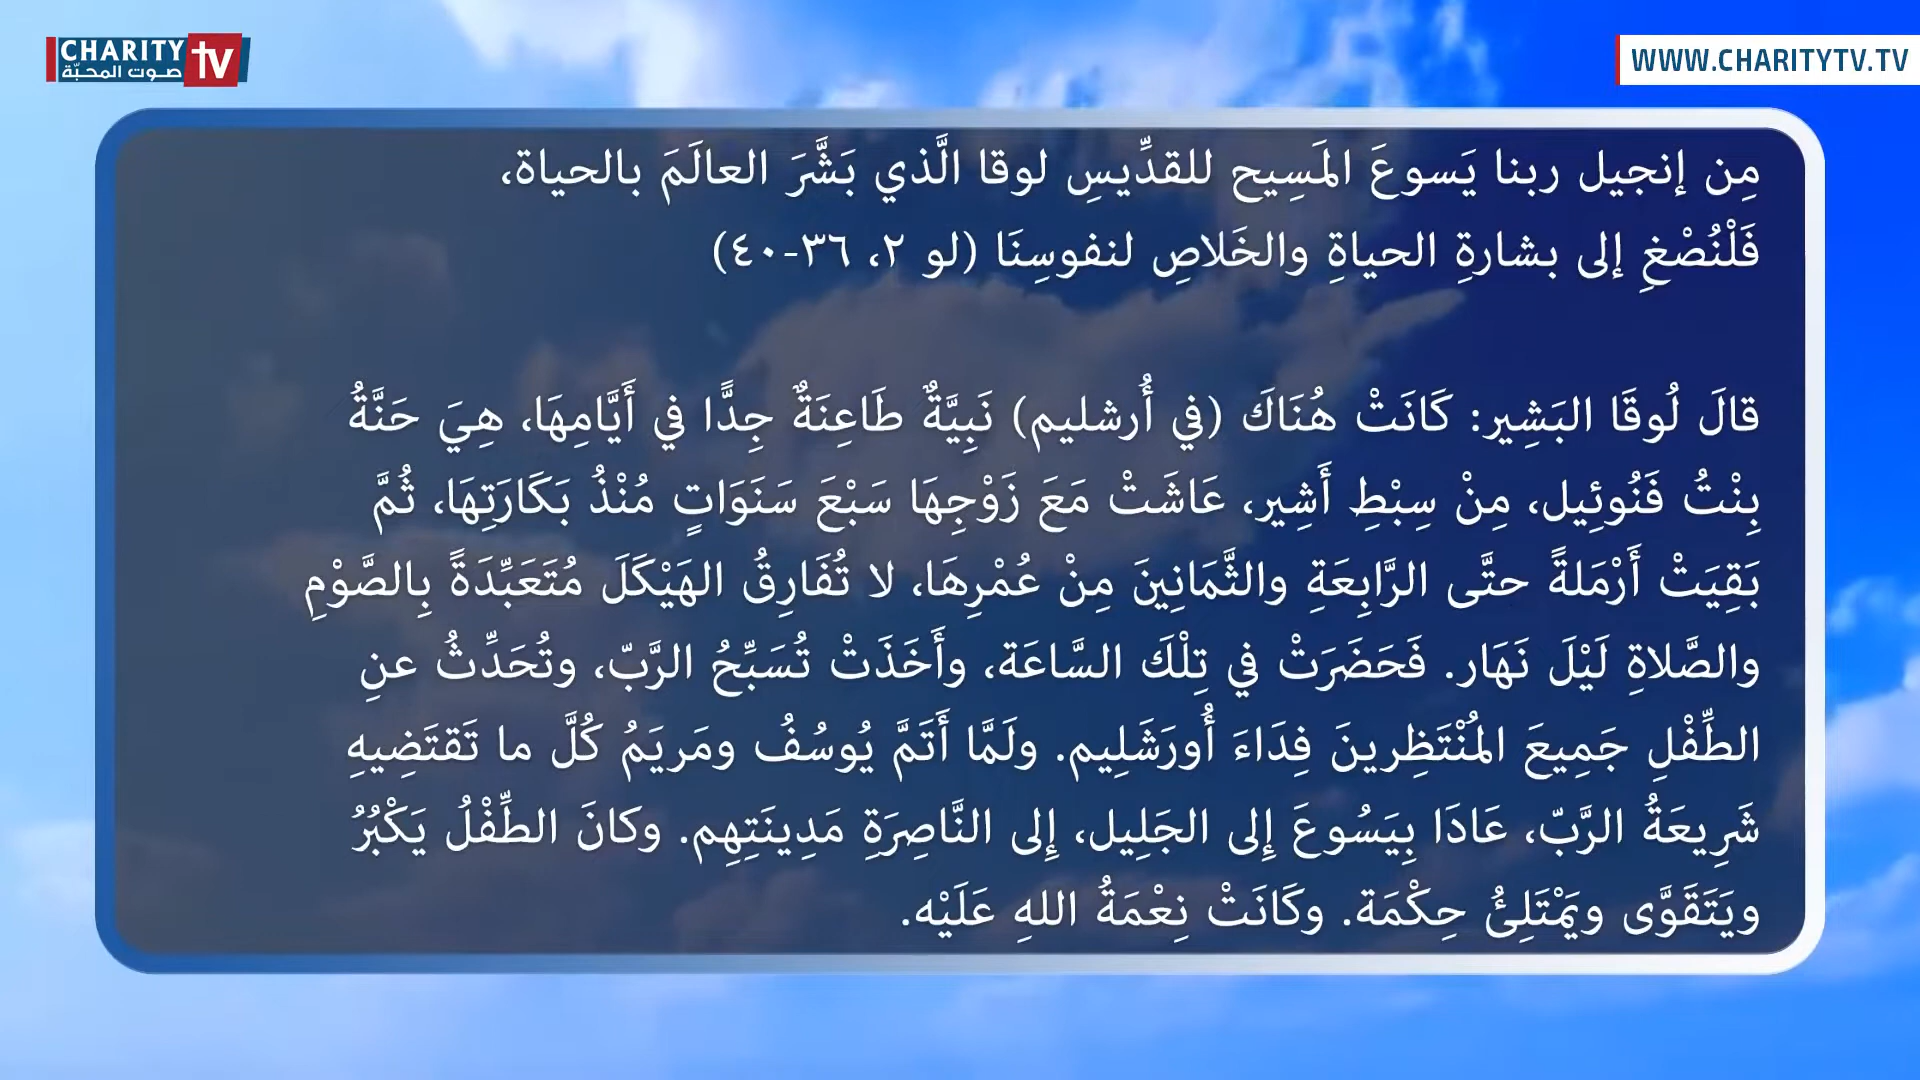 CHARITY tv
صوت المحبّة
WWW.CHARITYTV.TV
مِن إنجيل ربنا يَسوعَ المَسِيح للقدِّيسِ لوقا الَّذي بَشَّرَ العالَمَ بالحياة،
فَلْنُصْغِ إلى بشارةِ الحياةِ والخَلاصِ لنفوسِنَا (لو ٢، ٣٦-٤٠)
قالَ لُوقَا البَشِير: كَانَتْ هُنَاكَ (في أُرشليم) نَبِيَّةٌ طَاعِنَةٌ جِدًّا في أَيَّامِهَا، هِيَ حَنَّةُ
بِنْتُ فَنُوئِيل، مِنْ سِبْطِ أَشِير، عَاشَتْ مَعَ زَوْجِهَا سَبْعَ سَنَوَاتٍ مُنْذُ بَكَارَتِهَا، ثُمَّ
بَقِيَتْ أَرْمَلةً حتَّى الرَّابِعَةِ والثَّمَانِينَ مِنْ عُمْرِهَا، لا تُفَارِقُ الهَيْكَلَ مُتَعَبِّدَةً بِالصَّوْمِ
والصَّلاةِ لَيْلَ نَهَار. فَحَضَرَتْ في تِلْكَ السَّاعَة، وأَخَذَتْ تُسَبِّحُ الرَّبّ، وتُحَدِّثُ عنِ
الطِّفْلِ جَمِيعَ المُنْتَظِرينَ فِدَاءَ أُورَشَلِيم. ولَمَّا أَتَمَّ يُوسُفُ ومَريَمُ كُلَّ ما تَقتَضِيهِ
شَرِيعَةُ الرَّبّ، عَادَا بِيَسُوعَ إِلى الجَلِيل، إِلى النَّاصِرَةِ مَدِينَتِهِم. وكانَ الطِّفْلُ يَكْبُرُ
ويَتَقَوَّى ويَمْتَلِئُ حِكْمَة. وكَانَتْ نِعْمَةُ اللهِ عَلَيْه.